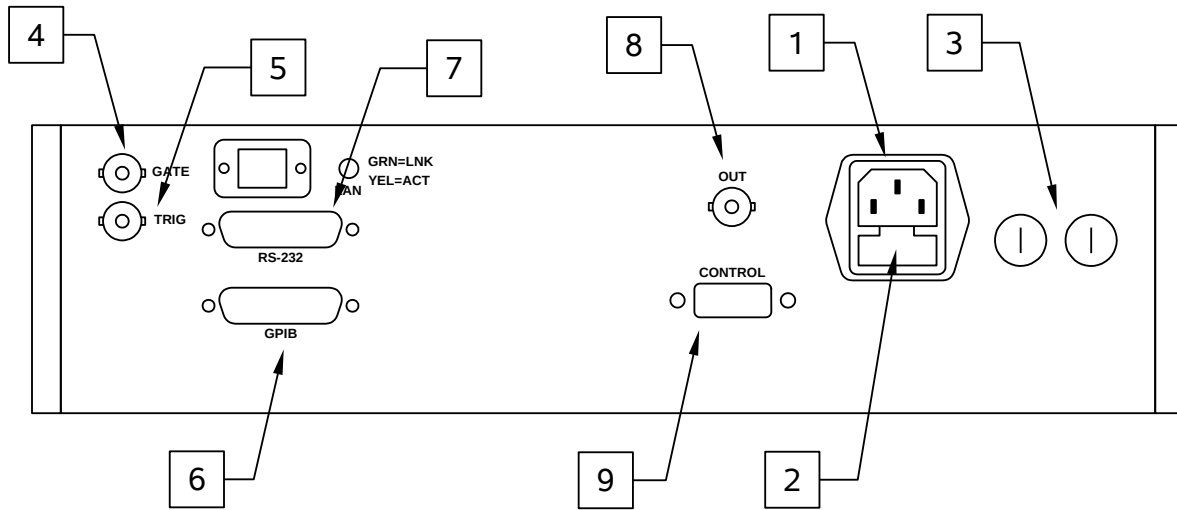 4
5
7
8
1
3
GATE
GRN=LNK
YEL=ACT
LAN
TRIG
RS-232
GPIB
OUT
CONTROL
6
9
2